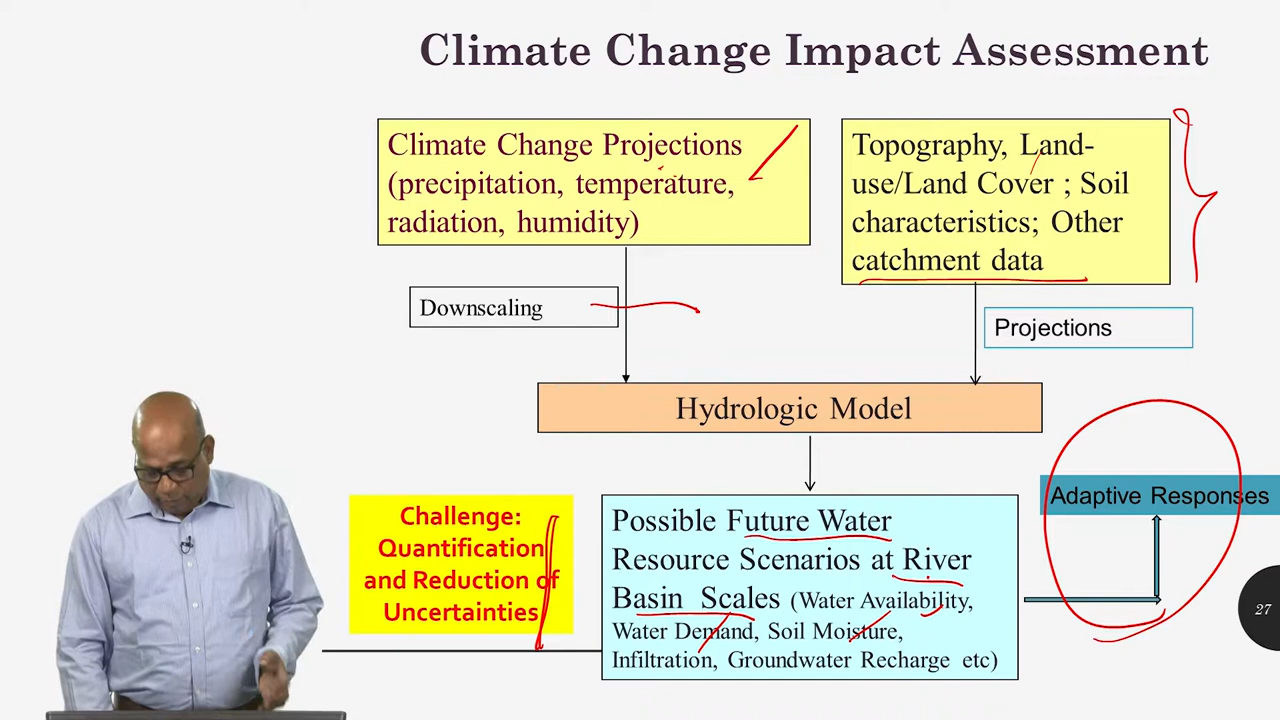 Climate Change Impact Assessment
Climate Change Projections
(precipitation, temperature,
radiation, humidity)
Topography, Land-
use/Land Cover ; Soil
characteristics; Other
catchment data
Downscaling
Projections
Hydrologic Model
Challenge:
Quantification
and Reduction of
Uncertainties
Possible Future Water
Resource Scenarios at River
Basin Scales (Water Availability,
Water Demand, Soil Moisture,
Infiltration, Groundwater Recharge etc)
Adaptive Responses
27